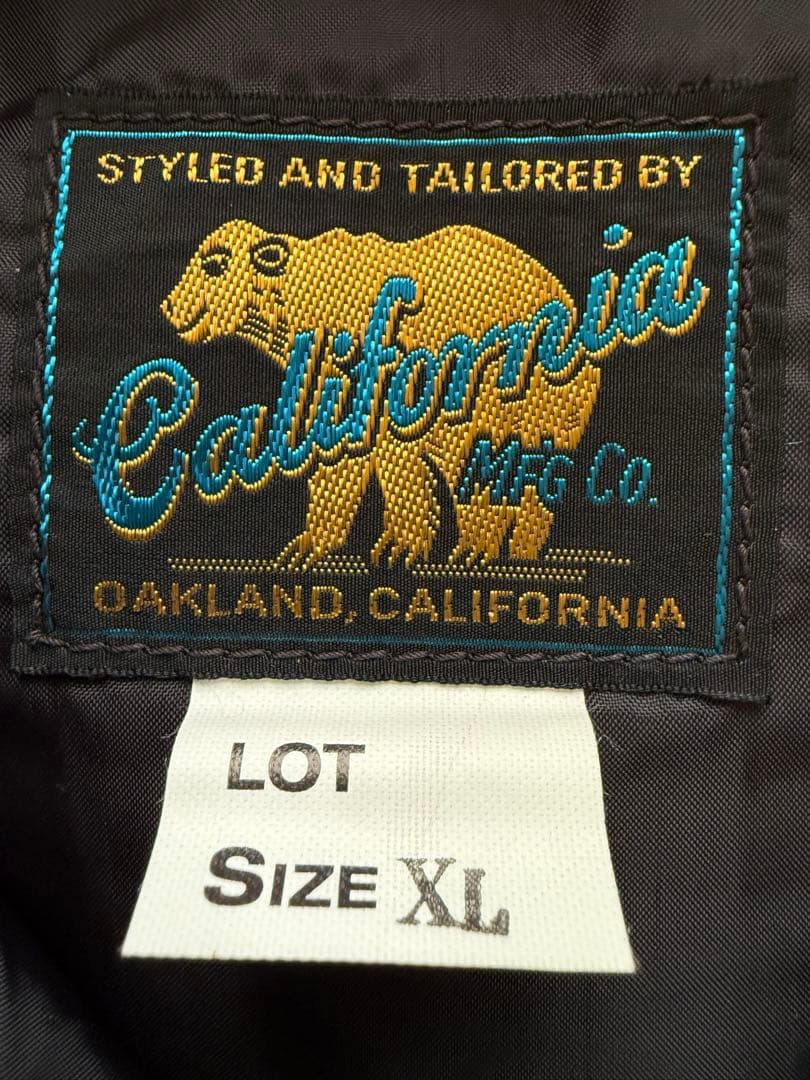 STYLED AND TAILORED BY
California
MFG CO.
OAKLAND, CALIFORNIA
LOT
SIZE XL